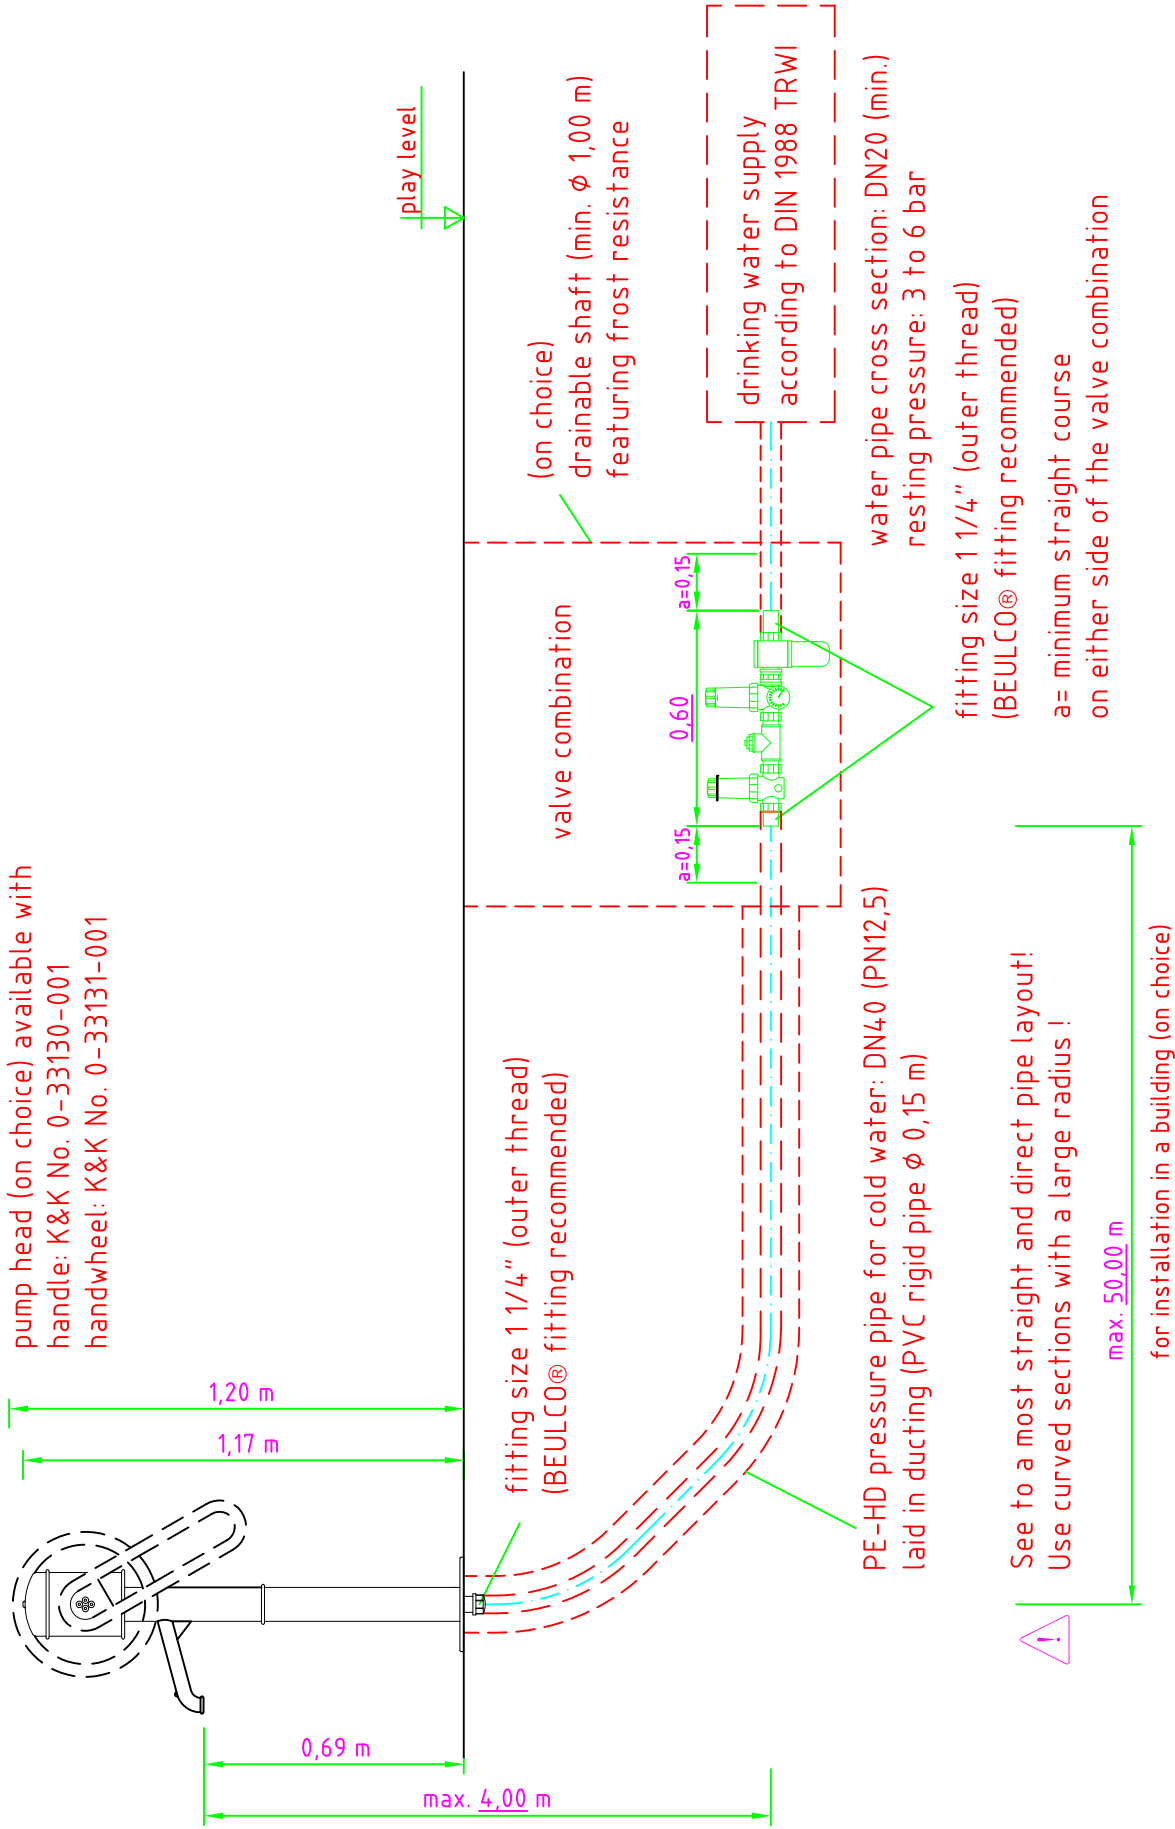 pump head (on choice) available with
handle: K&K No. 0-33130-001
handwheel: K&K No. 0-33131-001
1,20 m
1,17 m
0,69 m
max. 4,00 m
play level
(on choice)
drainable shaft (min. ϕ 1,00 m)
featuring frost resistance
valve combination
a=0,15
0,60
a=0,15
drinking water supply
according to DIN 1988 TRWI
water pipe cross section: DN20 (min.)
resting pressure: 3 to 6 bar
fitting size 1 1/4" (outer thread)
(BEULCO® fitting recommended)
a= minimum straight course
on either side of the valve combination
fitting size 1 1/4" (outer thread)
(BEULCO® fitting recommended)
PE-HD pressure pipe for cold water: DN40 (PN12,5)
laid in ducting (PVC rigid pipe ϕ 0,15 m)
!
See to a most straight and direct pipe layout!
Use curved sections with a large radius !
max. 50,00 m
for installation in a building (on choice)